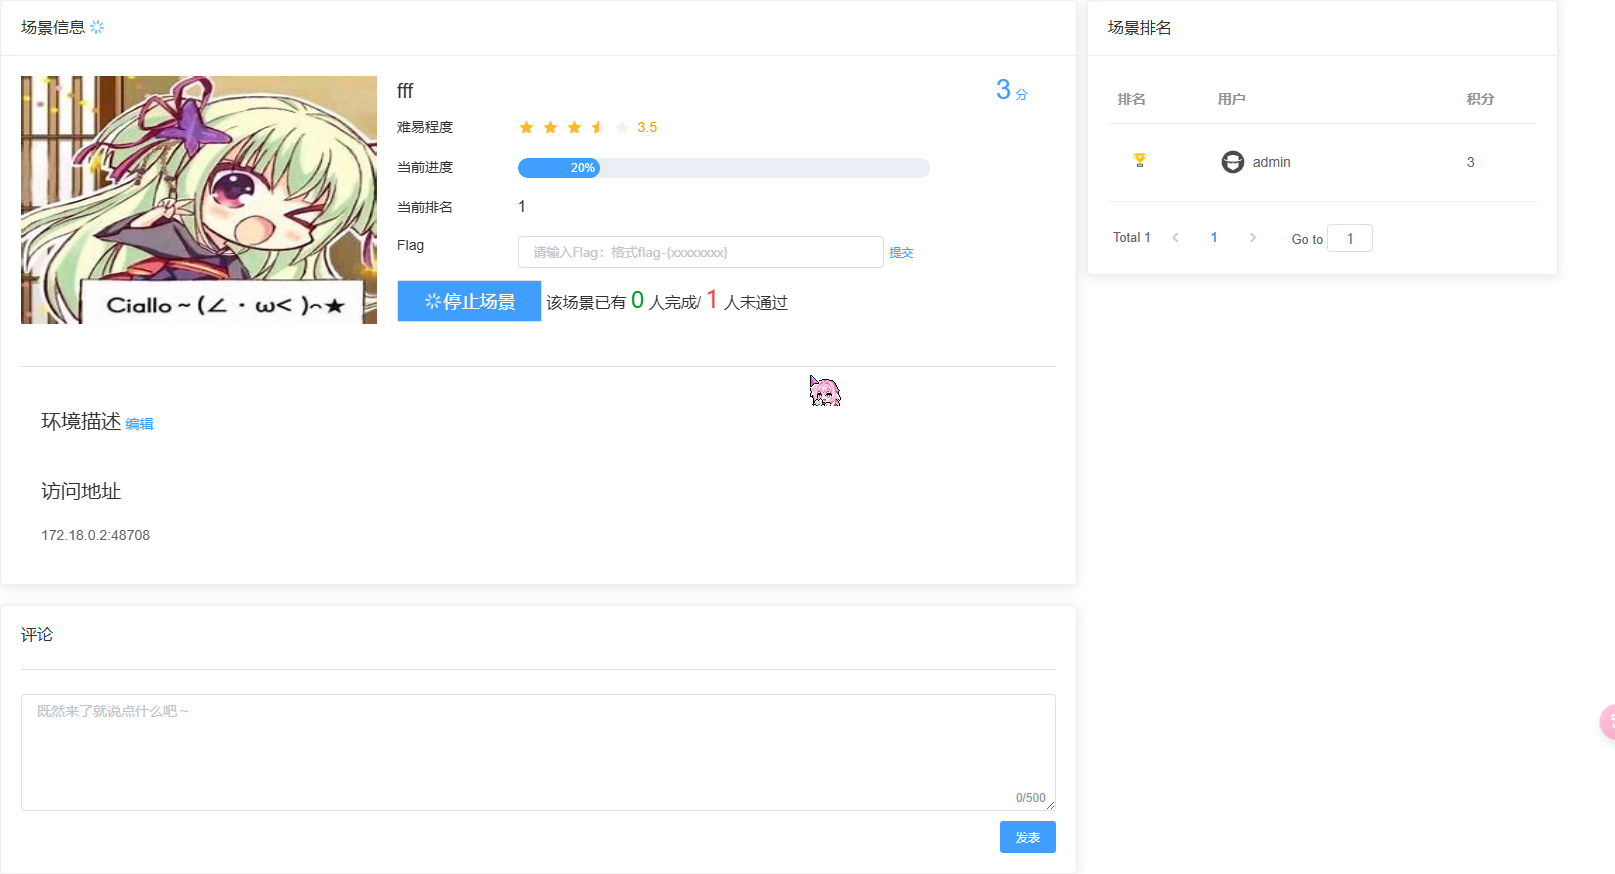 场景信息
Ciallo～(∠・ω< )⌒★
fff
3 分
难易程度
3.5
当前进度
20%
当前排名
1
Flag
请输入Flag：格式flag-{xxxxxxxx}
提交
停止场景
该场景已有 0 人完成/ 1 人未通过
环境描述 编辑
访问地址
172.18.0.2:48708
评论
既然来了就说点什么吧～
0/500
发表
场景排名
排名 用户 积分
admin 3
Total 1 < 1 > Go to 1